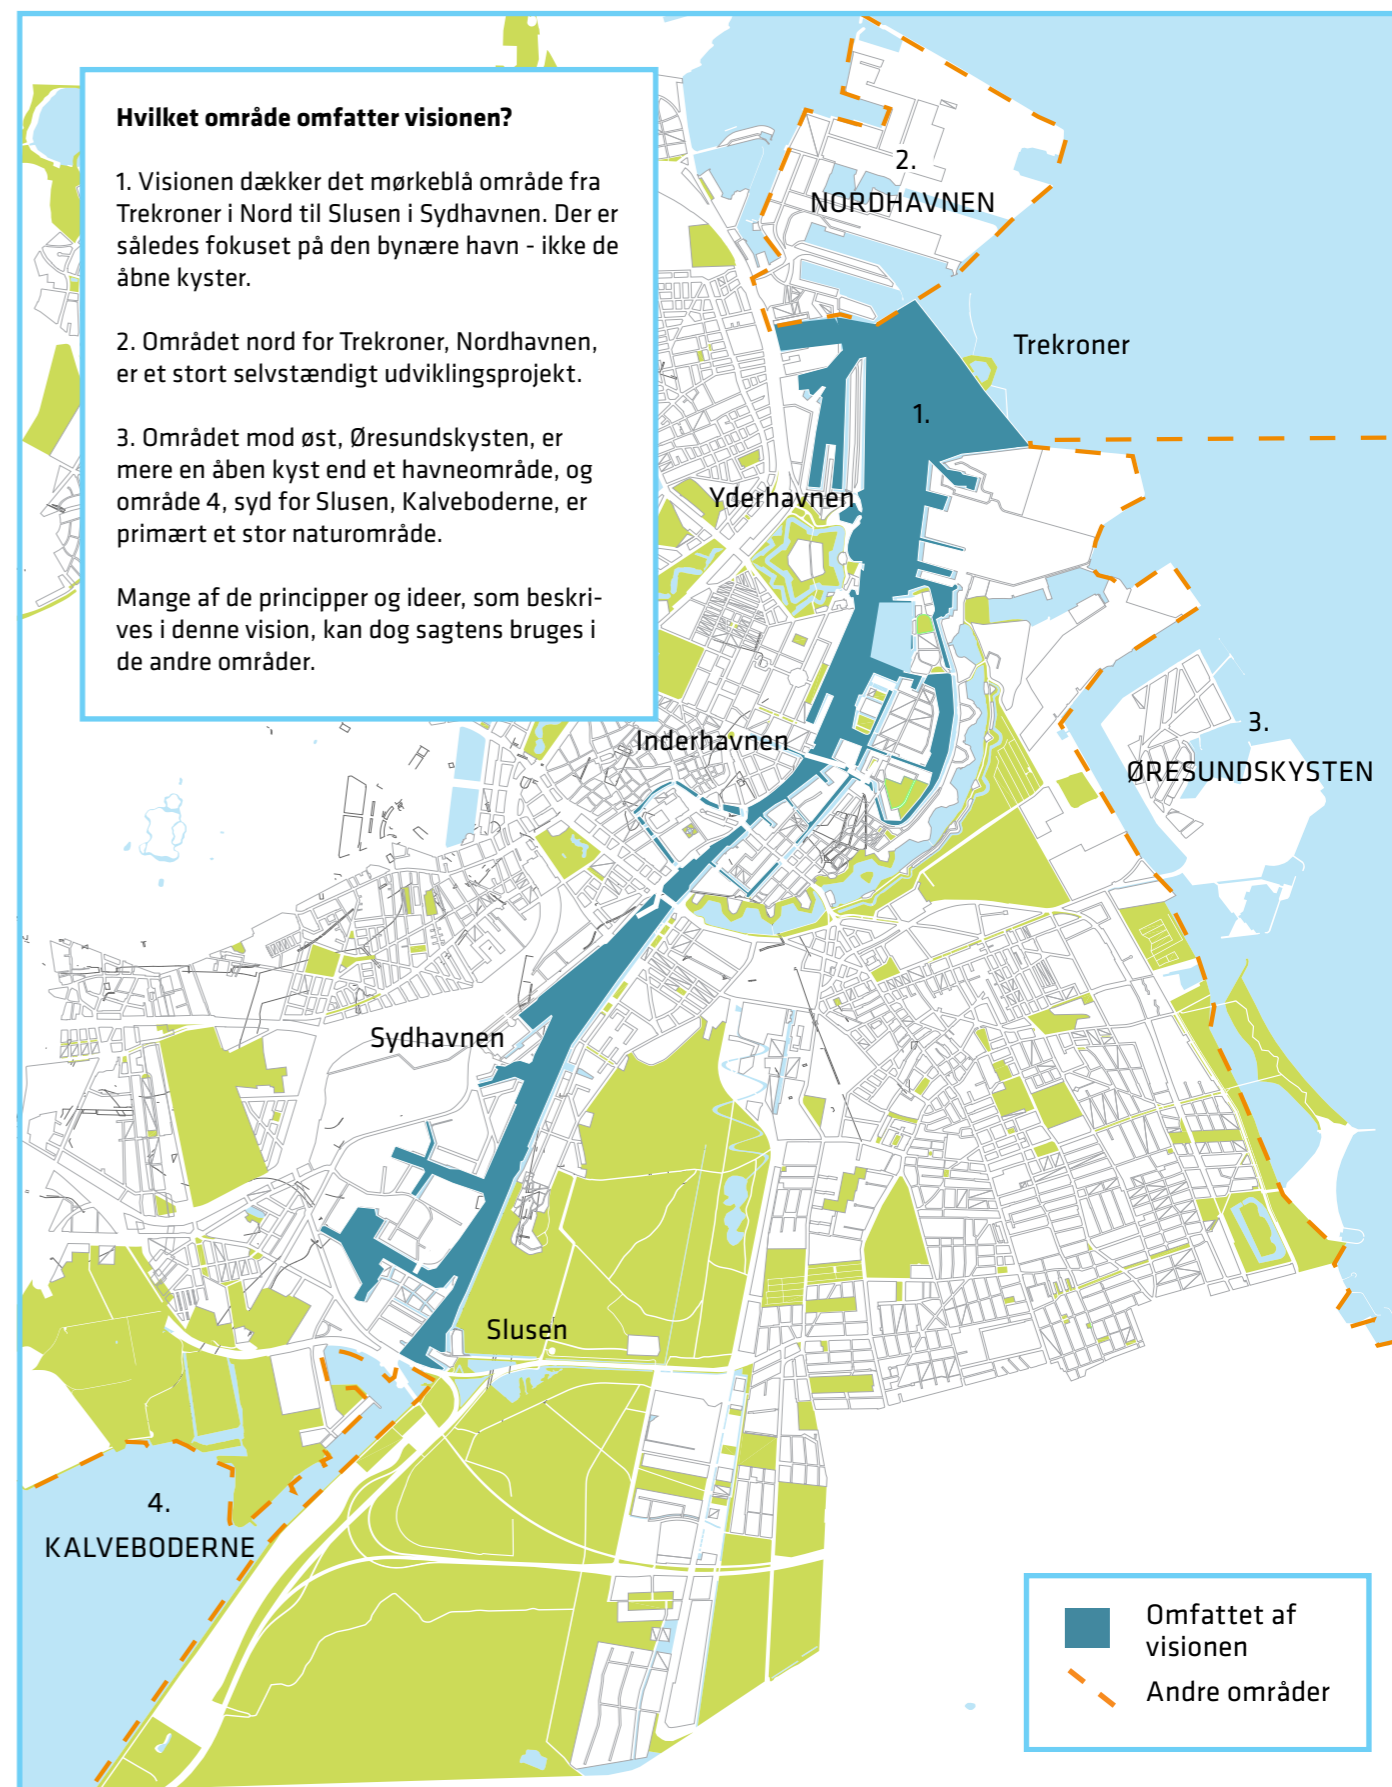 Hvilket område omfatter visionen?
1. Visionen dækker det mørkeblå område fra
Trekroner i Nord til Slusen i Sydhavnen. Der er
således fokuset på den bynære havn - ikke de
åbne kyster.
2. Området nord for Trekroner, Nordhavnen,
er et stort selvstændigt udviklingsprojekt.
3. Området mod øst, Øresundskysten, er
mere en åben kyst end et havneområde, og
område 4, syd for Slusen, Kalveboderne, er
primært et stor naturområde.
Mange af de principper og ideer, som beskri-
ves i denne vision, kan dog sagtens bruges i
de andre områder.
2.
NORDHAVNEN
Trekroner
1.
Yderhavnen
3.
ØRESUNDSKYSTEN
Inderhavnen
Sydhavnen
Slusen
4.
KALVEBODERNE
Omfattet af
visionen
Andre områder